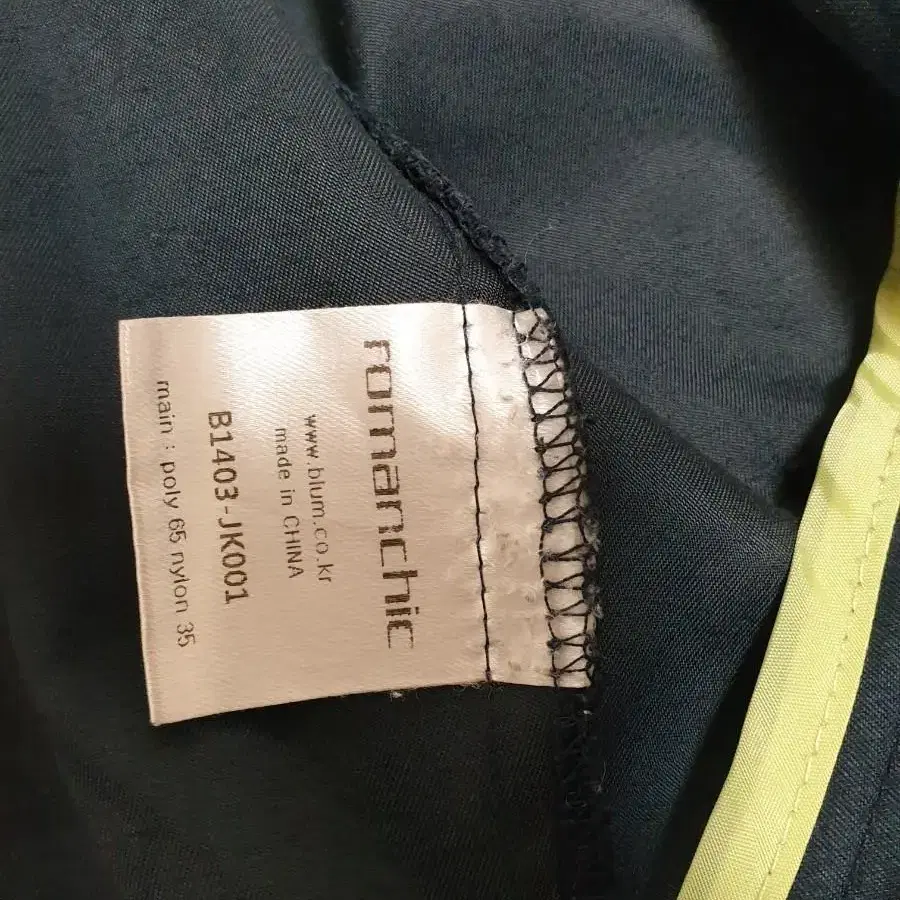 romanchic
www.blum.co.kr
made in CHINA
B1403-JK001
main : poly 65 nylon 35